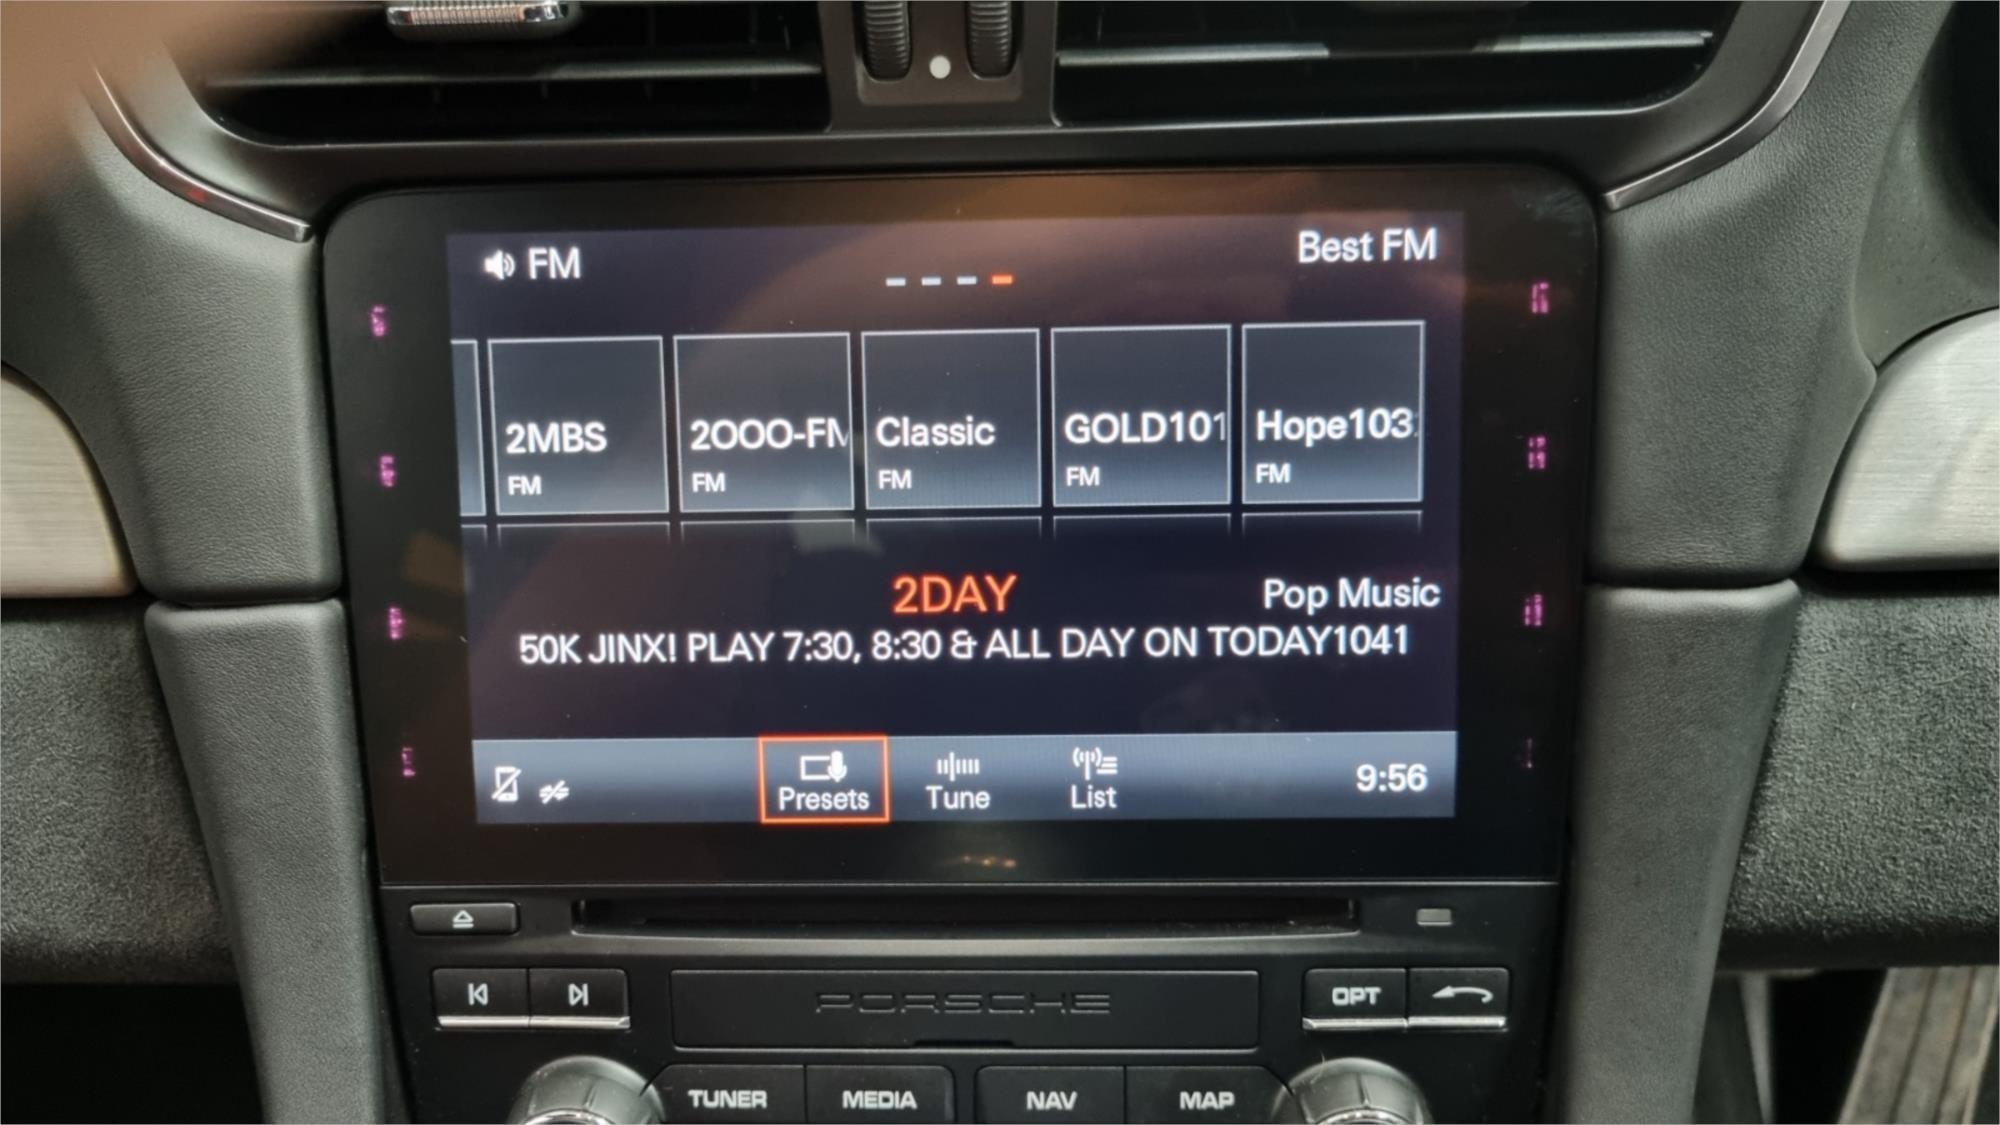 FM
Best FM
2MBS
FM
2OOO-FM
FM
Classic
FM
GOLD101
FM
Hope103
FM
2DAY
Pop Music
50K JINX! PLAY 7:30, 8:30 & ALL DAY ON TODAY1041
Presets
Tune
List
9:56
PORSCHE
OPT
TUNER
MEDIA
NAV
MAP